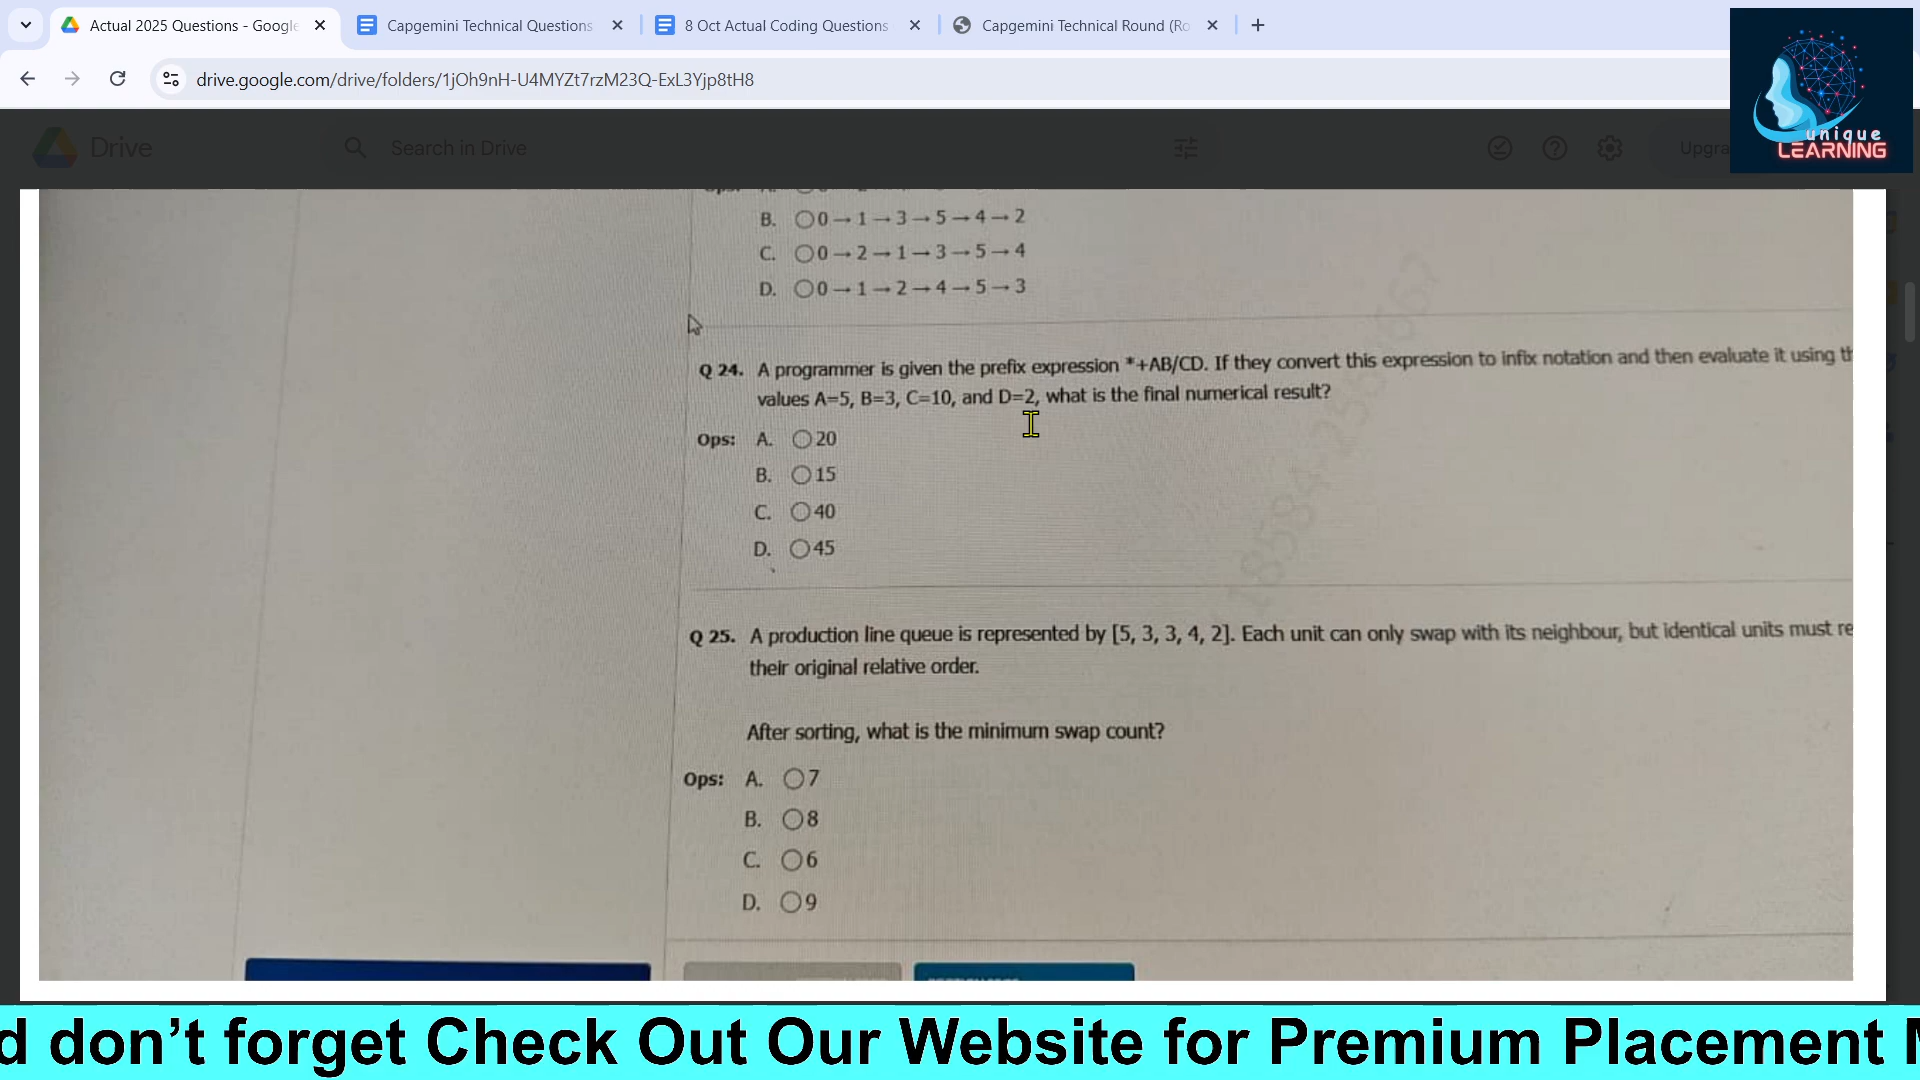 Actual 2025 Questions - Google
Capgemini Technical Questions
8 Oct Actual Coding Questions
Capgemini Technical Round (Ro
drive.google.com/drive/folders/1jOh9nH-U4MYZt7rzM23Q-ExL3Yjp8tH8
unique
LEARNING
Drive
Search in Drive
Upgra
B. 0→1→3→5→4→2
C. 0→2→1→3→5→4
D. 0→1→2→4→5→3
Q 24. A programmer is given the prefix expression *+AB/CD. If they convert this expression to infix notation and then evaluate it using th
values A=5, B=3, C=10, and D=2, what is the final numerical result?
Ops: A. 20
B. 15
C. 40
D. 45
Q 25. A production line queue is represented by [5, 3, 3, 4, 2]. Each unit can only swap with its neighbour, but identical units must re
their original relative order.
After sorting, what is the minimum swap count?
Ops: A. 7
B. 8
C. 6
D. 9
d don’t forget Check Out Our Website for Premium Placement M